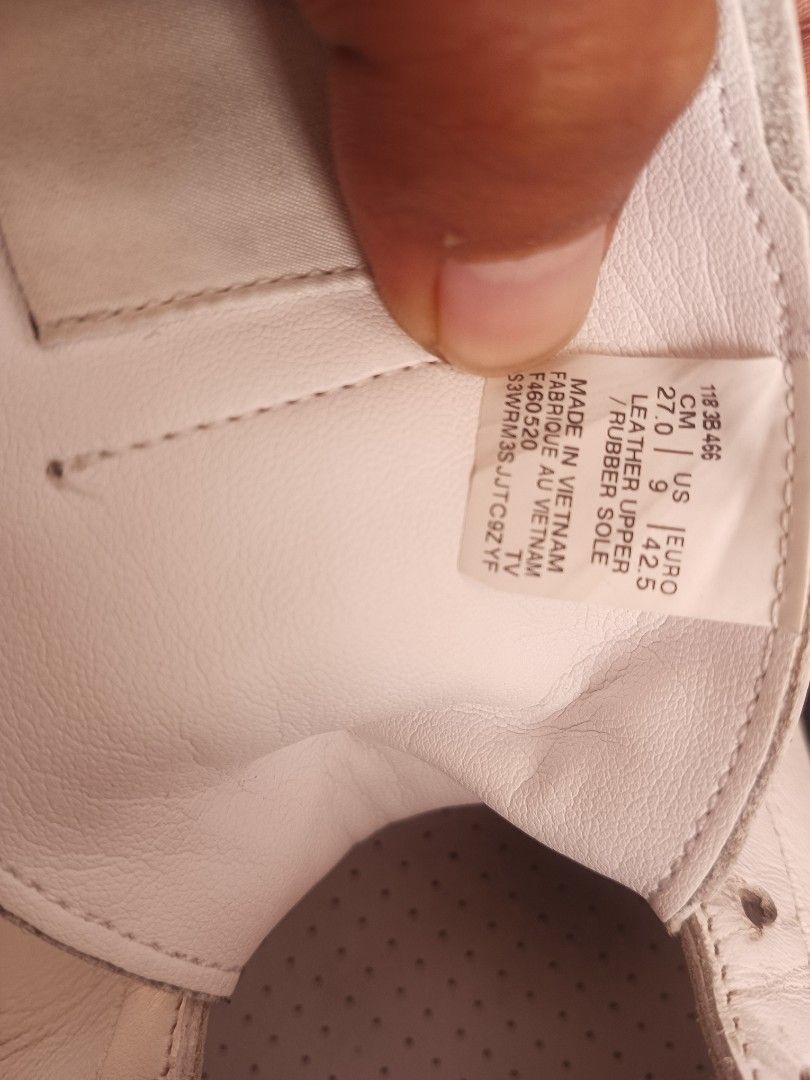 118 3B 466
CM | US | EURO
27.0 | 9 | 42.5
LEATHER UPPER
/ RUBBER SOLE
MADE IN VIETNAM
FABRIQUE AU VIETNAM
F460520 TV
S3WRM3SJJTC9ZYF